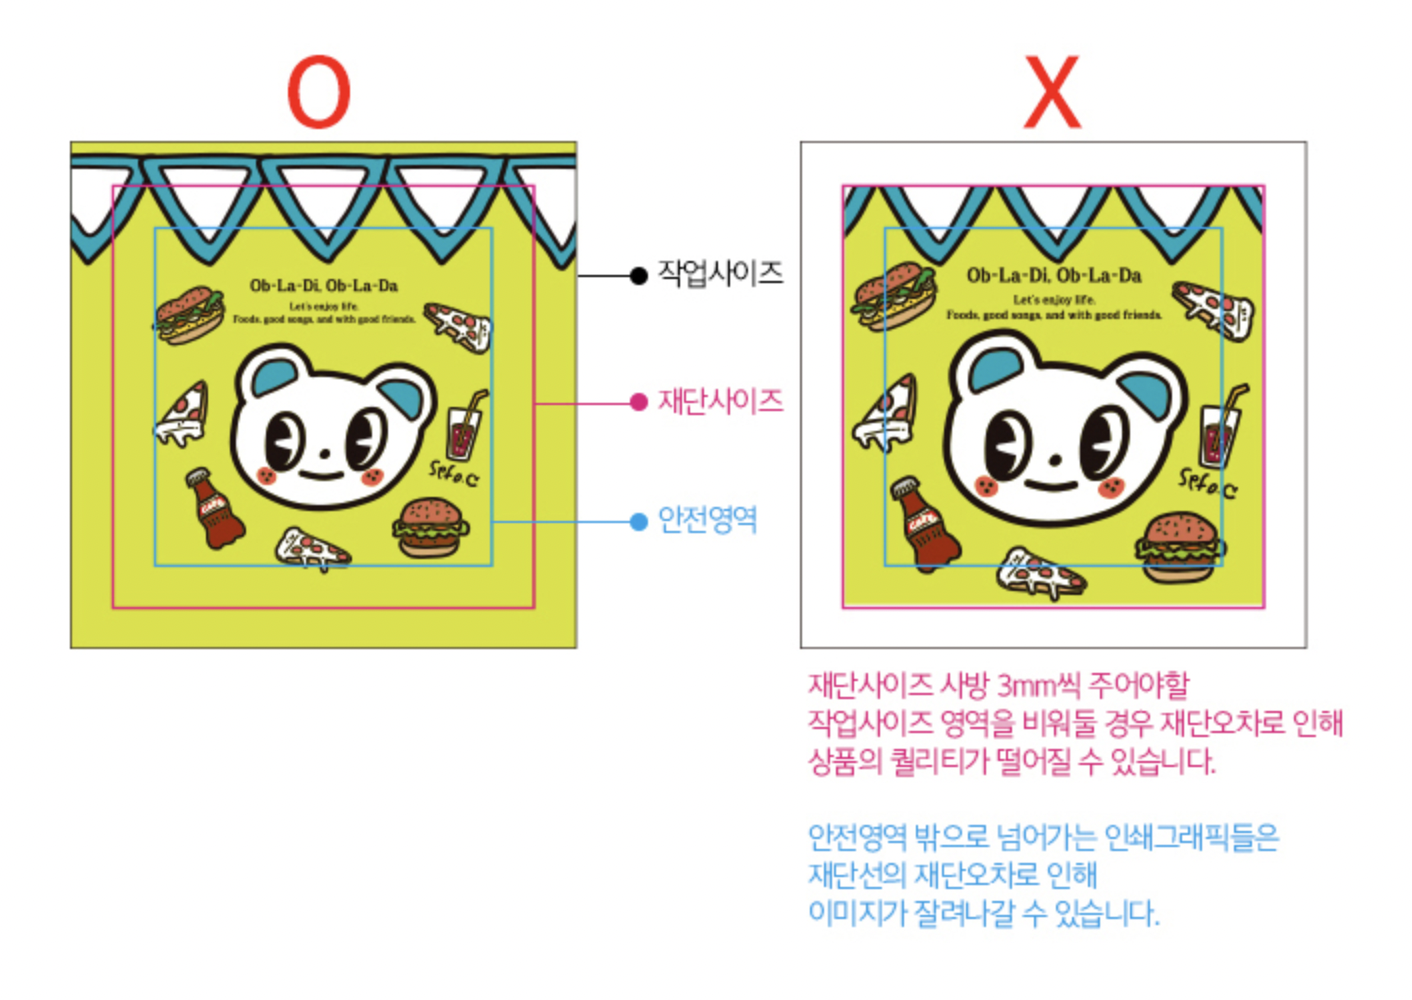 O
X
Ob-La-Di, Ob-La-Da
Let's enjoy life.
Foods, good songs, and with good friends.
Sefo.C
CAFE
작업사이즈
재단사이즈
안전영역
Ob-La-Di, Ob-La-Da
Let's enjoy life.
Foods, good songs, and with good friends.
Sefo.C
CAFE
재단사이즈 사방 3mm씩 주어야할
작업사이즈 영역을 비워둘 경우 재단오차로 인해
상품의 퀄리티가 떨어질 수 있습니다.
안전영역 밖으로 넘어가는 인쇄그래픽들은
재단선의 재단오차로 인해
이미지가 잘려나갈 수 있습니다.